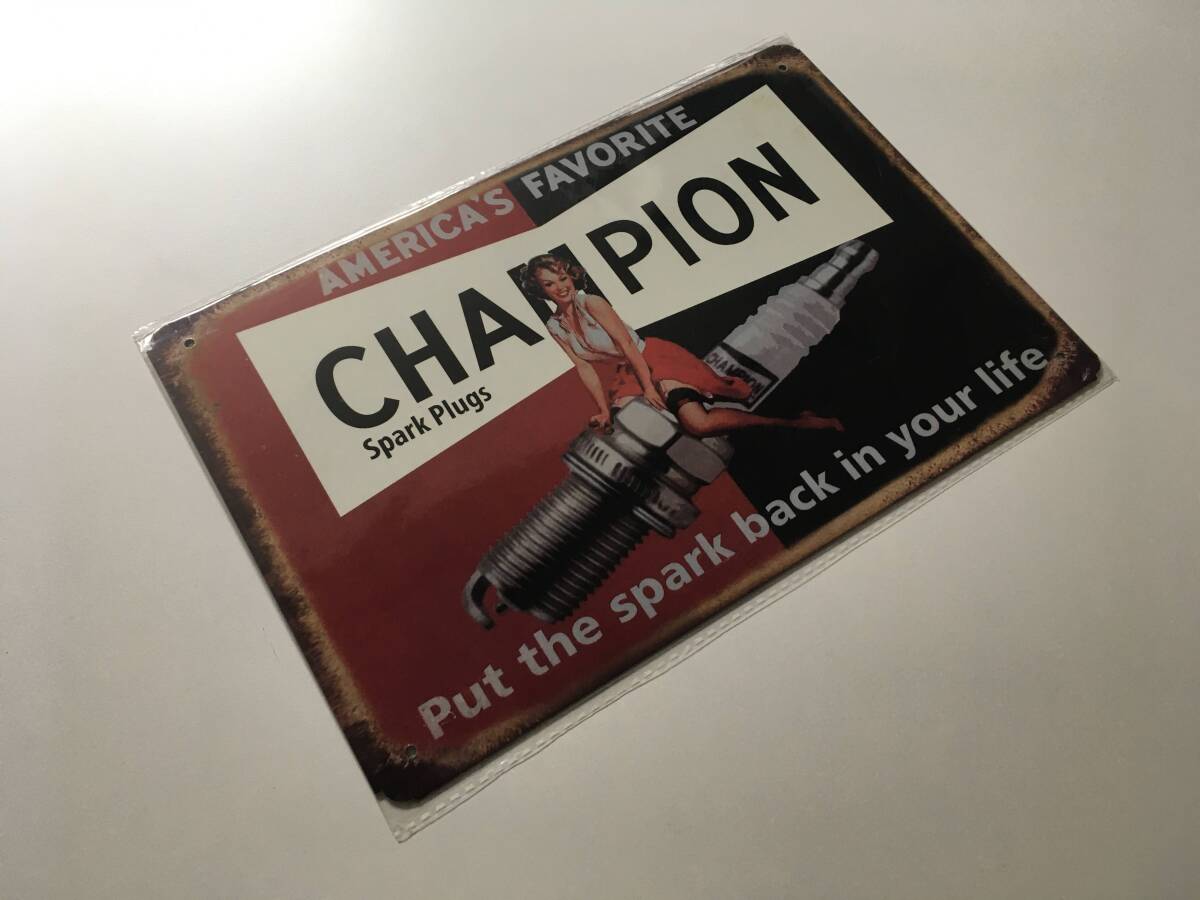 AMERICA'S FAVORITE
CHAMPION
Spark Plugs
CHAMPION
Put the spark back in your life